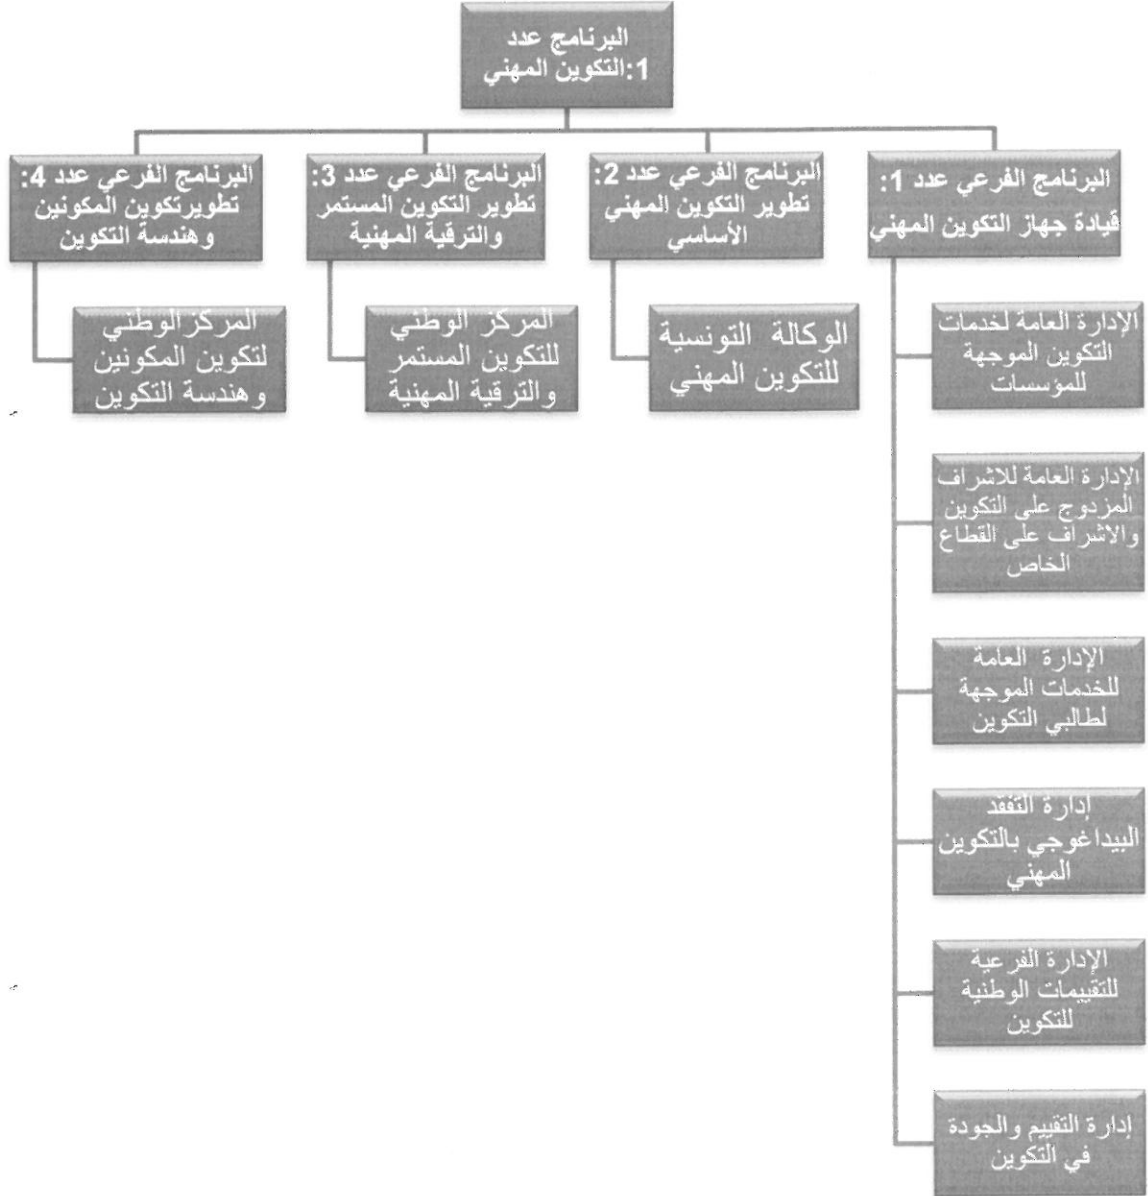 البرنامج عدد
1:التكوين المهني
البرنامج الفرعي عدد 1:
قيادة جهاز التكوين المهني
البرنامج الفرعي عدد 2:
تطوير التكوين المهني
الأساسي
البرنامج الفرعي عدد 3:
تطوير التكوين المستمر
والترقية المهنية
البرنامج الفرعي عدد 4:
تطويرتكوين المكونين
وهندسة التكوين
الإدارة العامة لخدمات
التكوين الموجهة
للمؤسسات
الإدارة العامة للاشراف
المزدوج على التكوين
والاشراف على القطاع
الخاص
الإدارة العامة
للخدمات الموجهة
لطالبي التكوين
إدارة التفقد
البيداغوجي بالتكوين
المهني
الإدارة الفرعية
للتقييمات الوطنية
للتكوين
إدارة التقييم والجودة
في التكوين
الوكالة التونسية
للتكوين المهني
المركز الوطني
للتكوين المستمر
والترقية المهنية
المركز الوطني
لتكوين المكونين
وهندسة التكوين